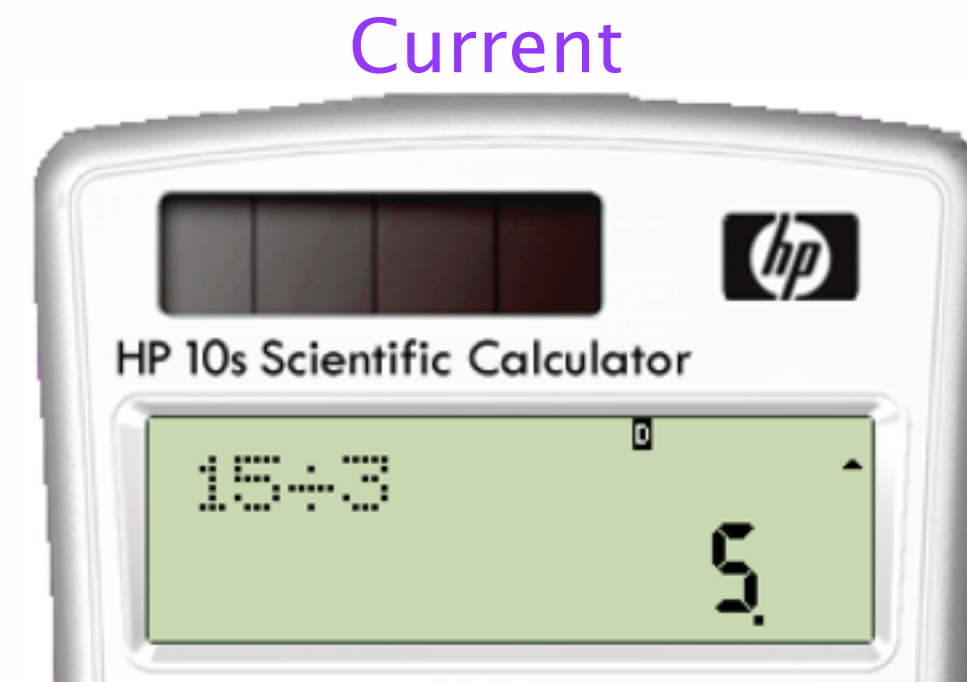 Current
hp
HP 10s Scientific Calculator
D
15÷3
5.